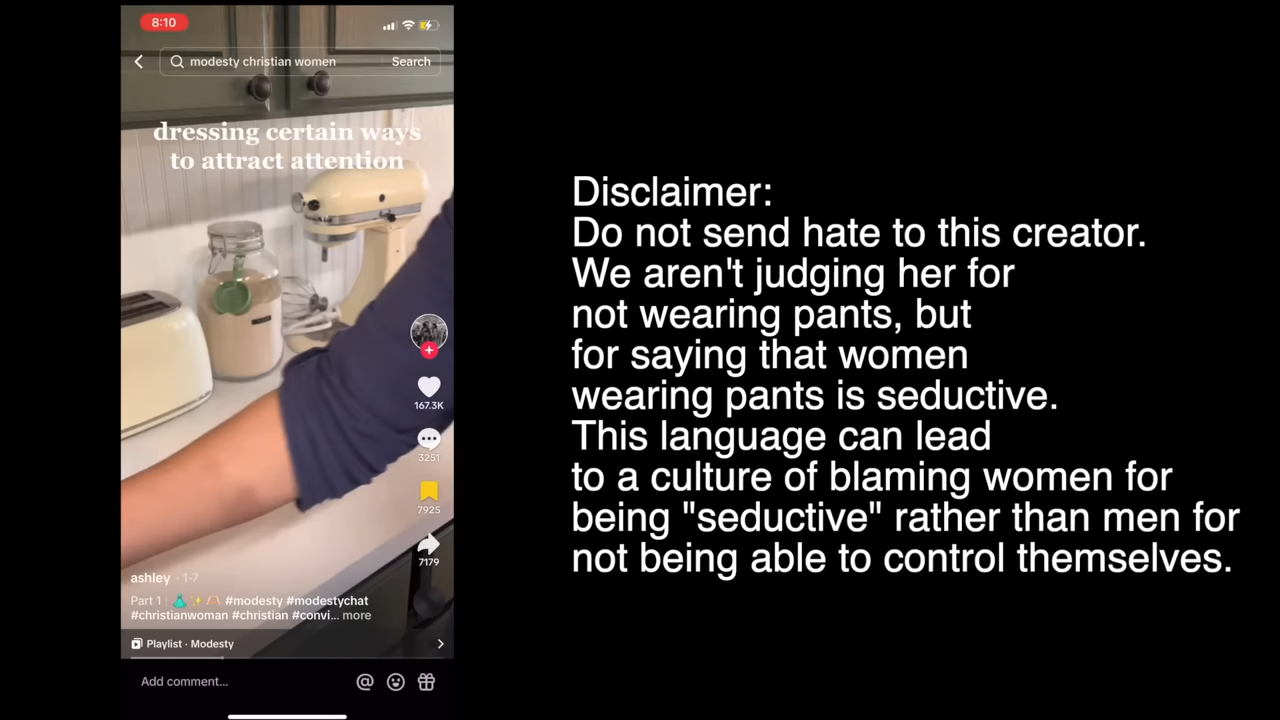 8:10
modesty christian women
Search
dressing certain ways
to attract attention
167.3K
3251
7925
7179
ashley · 1-7
Part 1 | 👗✨🫶🏻 #modesty #modestychat
#christianwoman #christian #convi... more
Playlist · Modesty
Add comment...
Disclaimer:
Do not send hate to this creator.
We aren't judging her for
not wearing pants, but
for saying that women
wearing pants is seductive.
This language can lead
to a culture of blaming women for
being "seductive" rather than men for
not being able to control themselves.